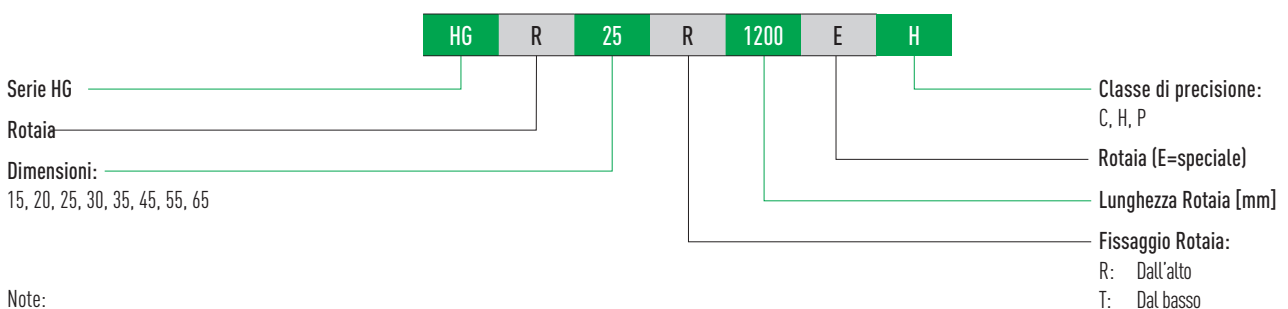 HG R 25 R 1200 E H
Serie HG
Rotaia
Dimensioni:
15, 20, 25, 30, 35, 45, 55, 65
Note:
Classe di precisione:
C, H, P
Rotaia (E=speciale)
Lunghezza Rotaia [mm]
Fissaggio Rotaia:
R: Dall'alto
T: Dal basso